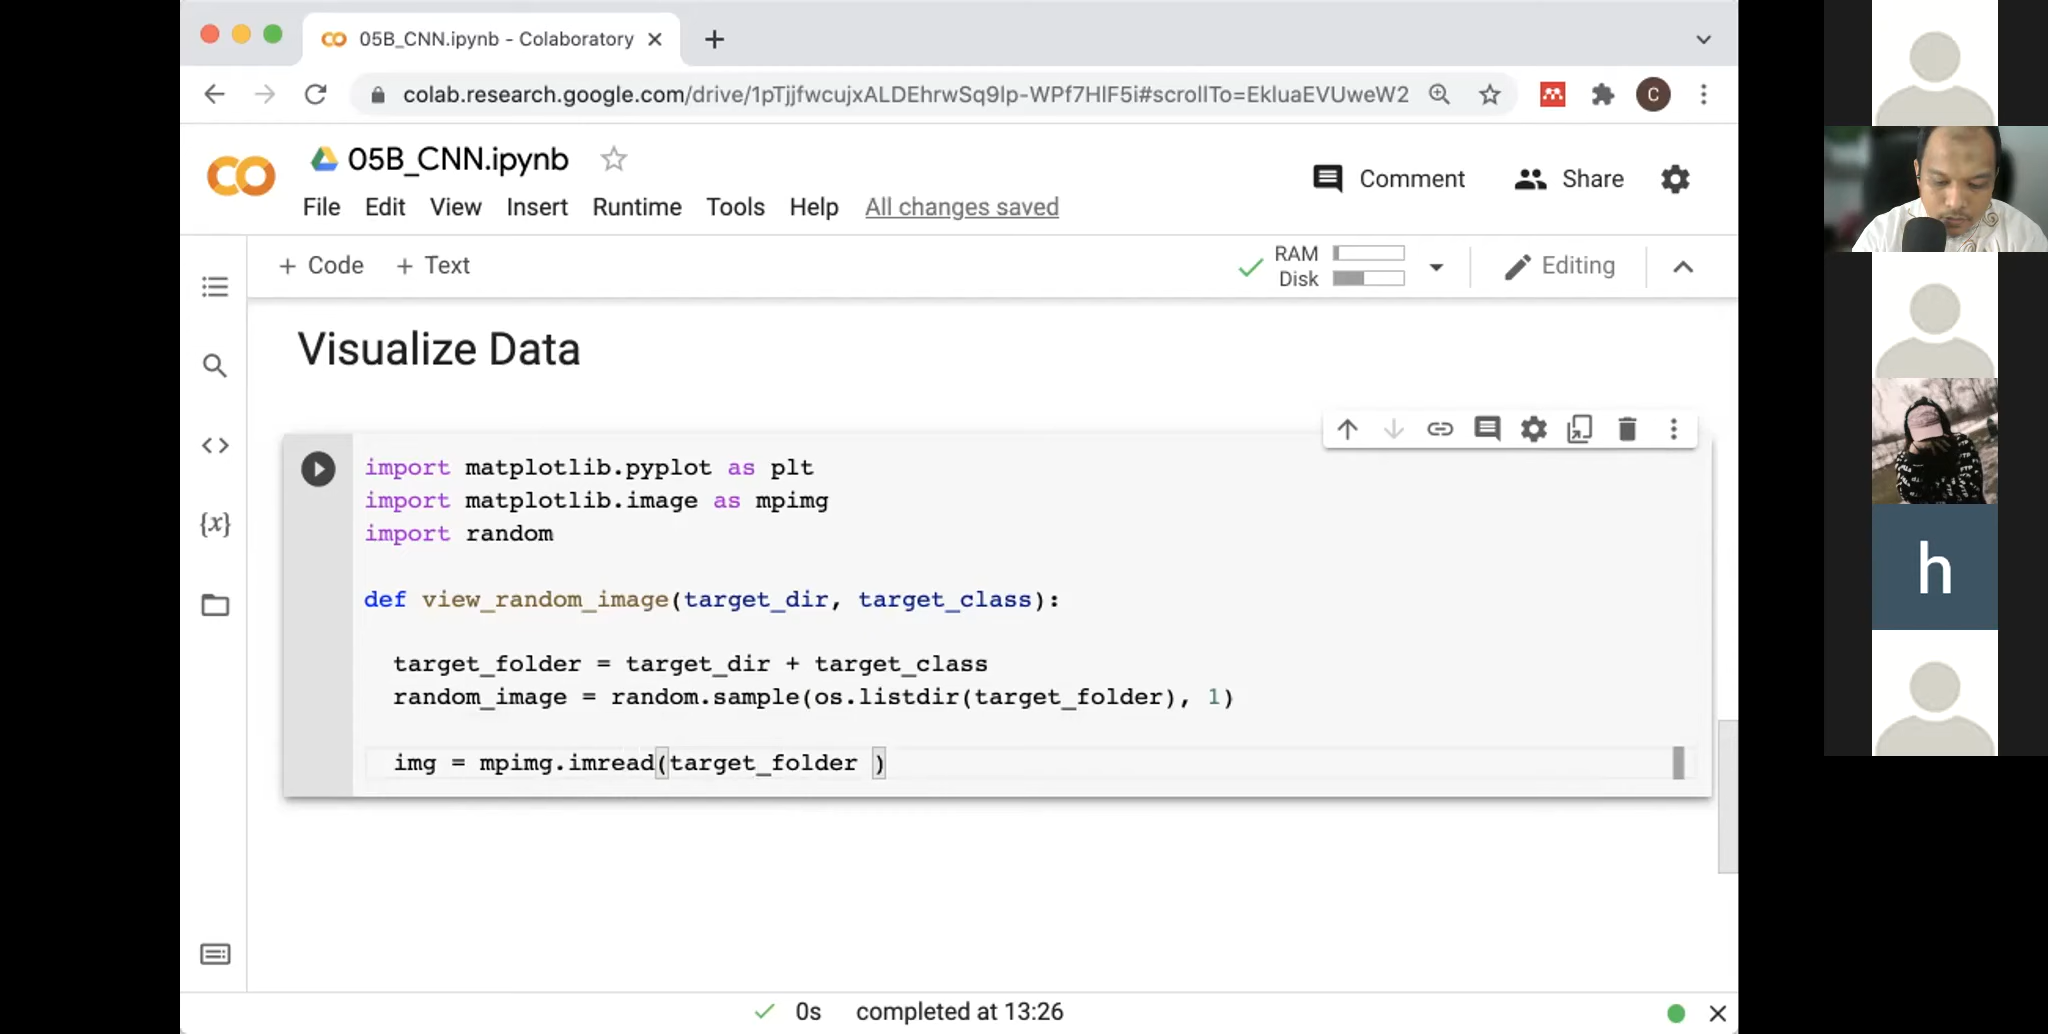 05B_CNN.ipynb - Colaboratory
colab.research.google.com/drive/1pTjjfwcujxALDEhrwSq9lp-WPf7HlF5i#scrollTo=EkluaEVUweW2
C
05B_CNN.ipynb
Comment
Share
File Edit View Insert Runtime Tools Help All changes saved
+ Code + Text
RAM
Disk
Editing
Visualize Data
import matplotlib.pyplot as plt
import matplotlib.image as mpimg
import random
def view_random_image(target_dir, target_class):
target_folder = target_dir + target_class
random_image = random.sample(os.listdir(target_folder), 1)
img = mpimg.imread(target_folder )
{x}
0s completed at 13:26
h